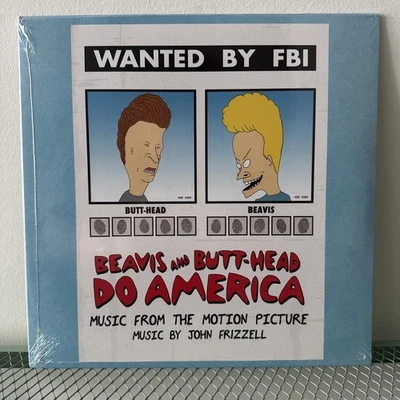 WANTED BY FBI
BUTT-HEAD BEAVIS
BEAVIS AND BUTT-HEAD
DO AMERICA
MUSIC FROM THE MOTION PICTURE
MUSIC BY JOHN FRIZZELL